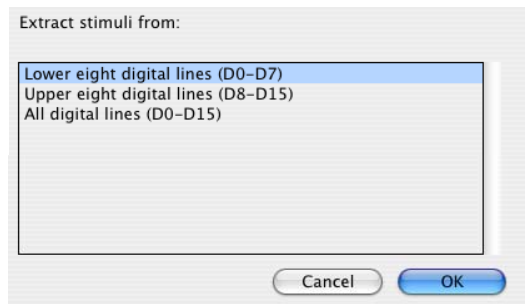 Extract stimuli from:
Lower eight digital lines (D0–D7)
Upper eight digital lines (D8–D15)
All digital lines (D0–D15)
Cancel OK